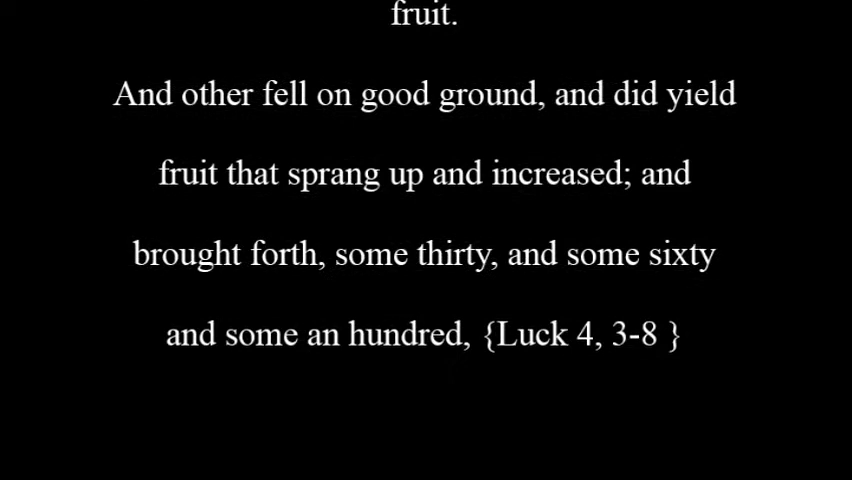 fruit.
And other fell on good ground, and did yield
fruit that sprang up and increased; and
brought forth, some thirty, and some sixty
and some an hundred, {Luck 4, 3-8 }